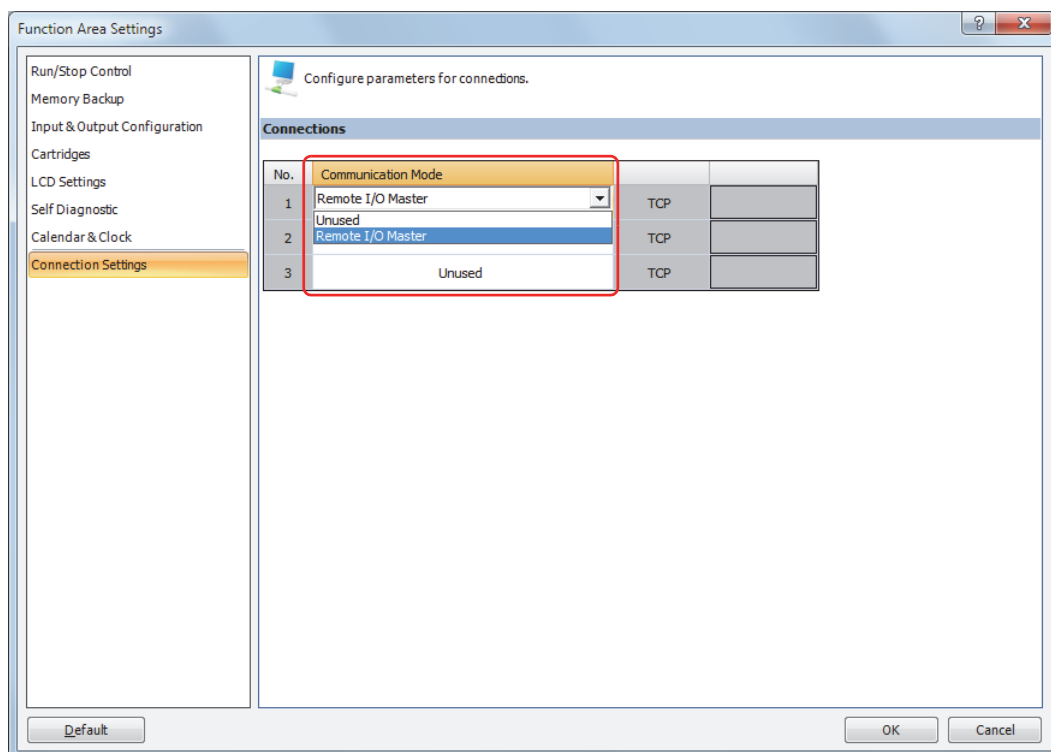 Function Area Settings
Run/Stop Control
Memory Backup
Input & Output Configuration
Cartridges
LCD Settings
Self Diagnostic
Calendar & Clock
Connection Settings
Configure parameters for connections.
Connections
No. Communication Mode
1 Remote I/O Master TCP
Unused
2 Remote I/O Master TCP
3 Unused TCP
Default OK Cancel